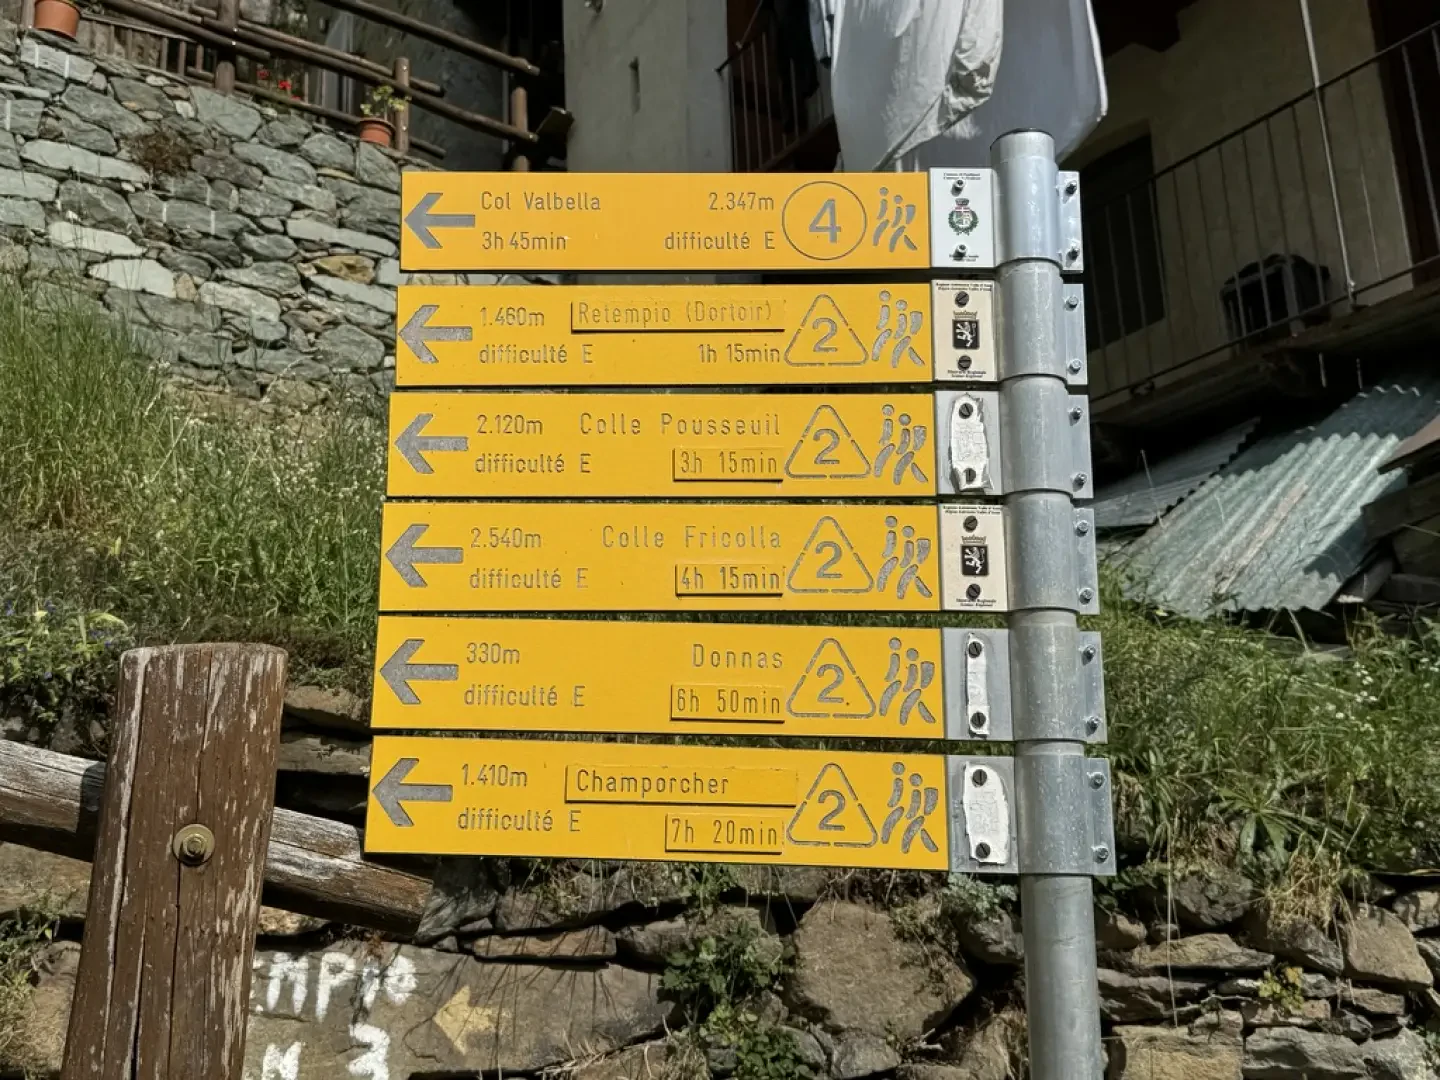 Col Valbella 2.347m
3h 45min difficulté E
4
1.460m Retempio (Dortoir)
difficulté E 1h 15min
2
2.120m Colle Pousseuil
difficulté E 3h 15min
2
2.540m Colle Fricolla
difficulté E 4h 15min
2
330m Donnas
difficulté E 6h 50min
2
1.410m Champorcher
difficulté E 7h 20min
2
EMPIO
N 3